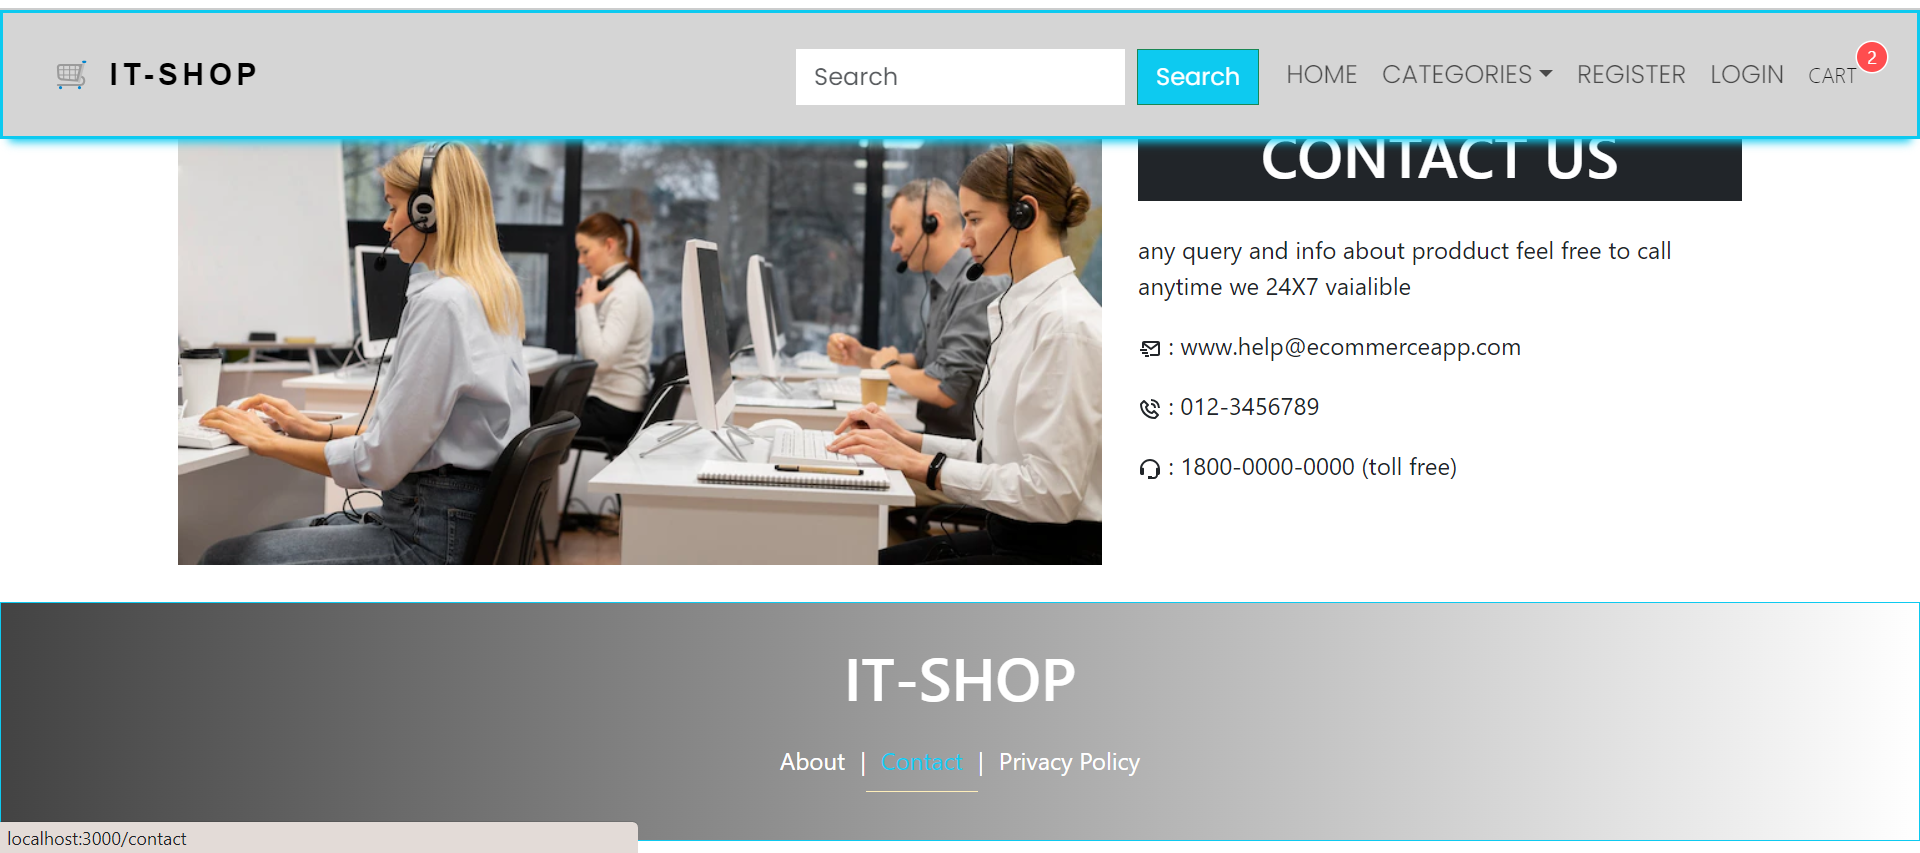 IT-SHOP
Search
Search
HOME
CATEGORIES
REGISTER
LOGIN
CART
2
CONTACT US
any query and info about prodduct feel free to call
anytime we 24X7 vaialible
: www.help@ecommerceapp.com
: 012-3456789
: 1800-0000-0000 (toll free)
IT-SHOP
About | Contact | Privacy Policy
localhost:3000/contact